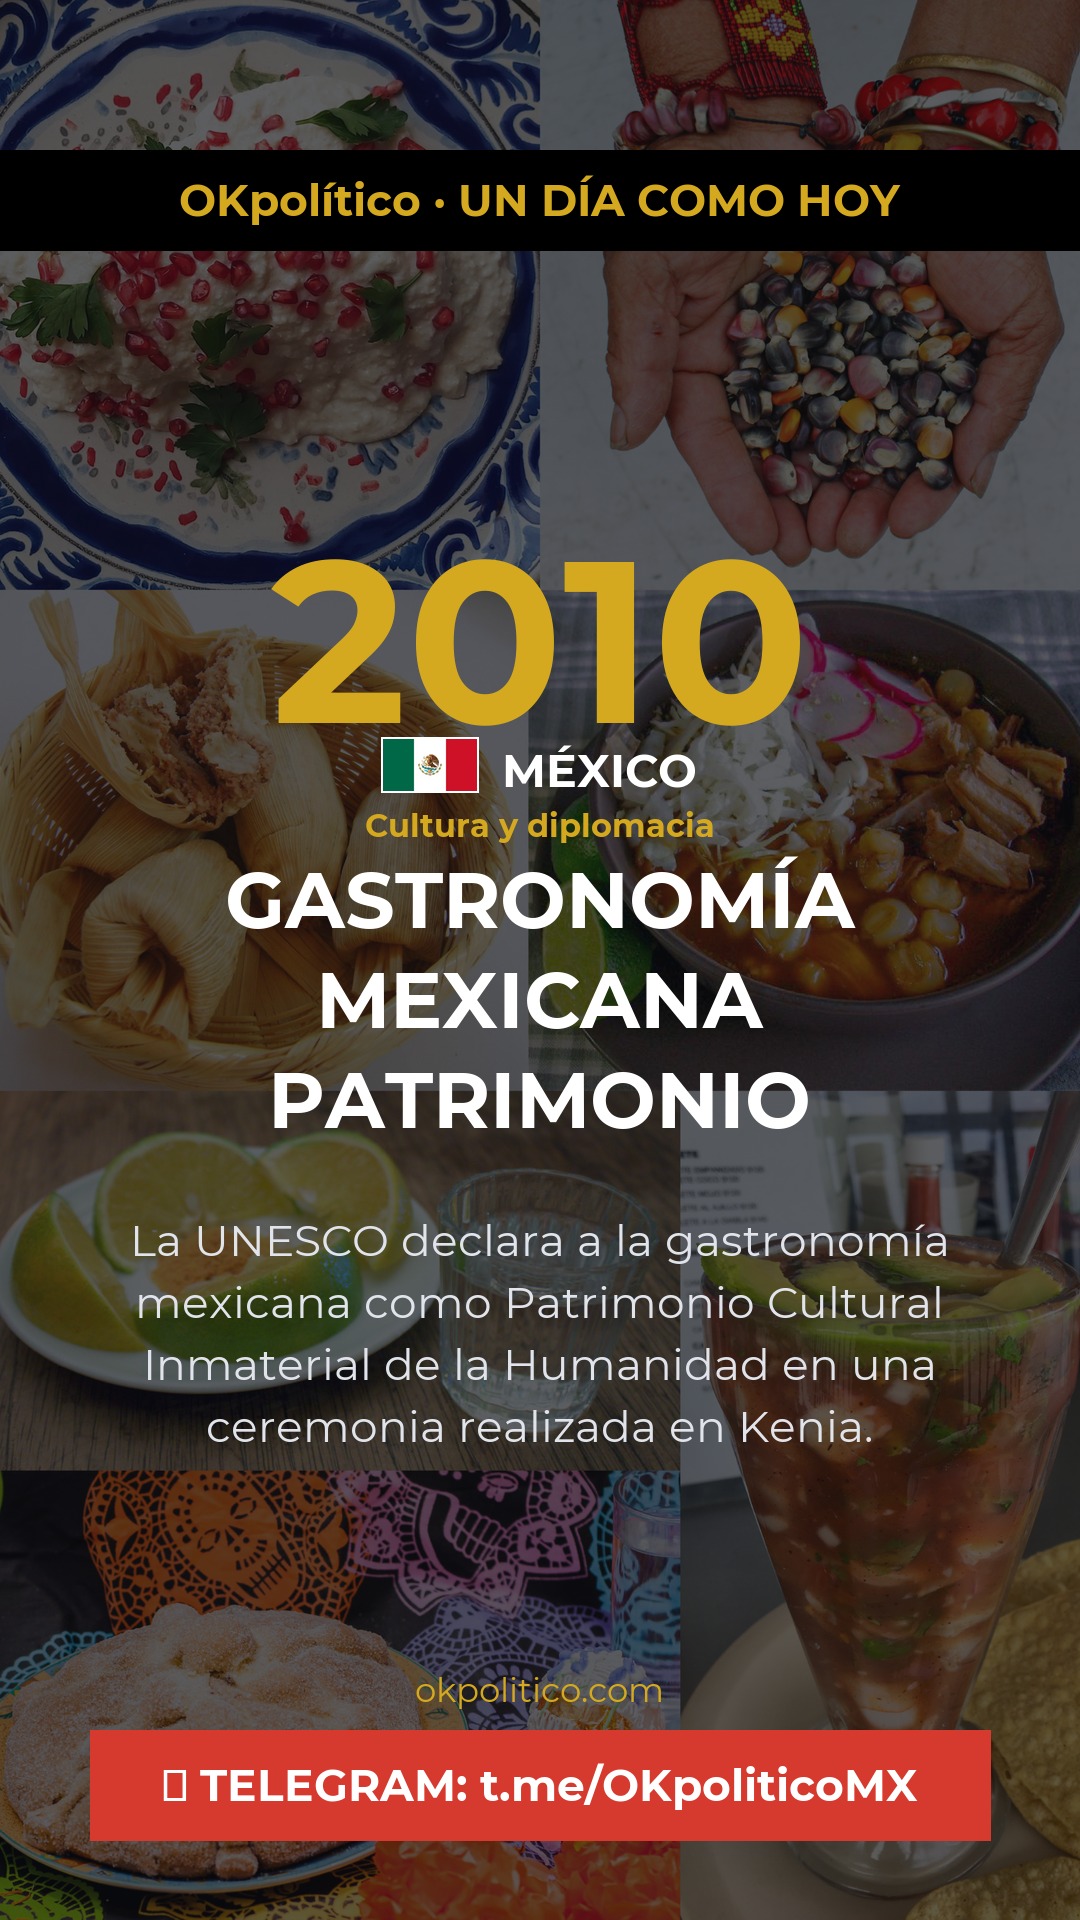 OKpolítico · UN DÍA COMO HOY
2010
MÉXICO
Cultura y diplomacia
GASTRONOMÍA
MEXICANA
PATRIMONIO
La UNESCO declara a la gastronomía
mexicana como Patrimonio Cultural
Inmaterial de la Humanidad en una
ceremonia realizada en Kenia.
okpolitico.com
TELEGRAM: t.me/OKpoliticoMX